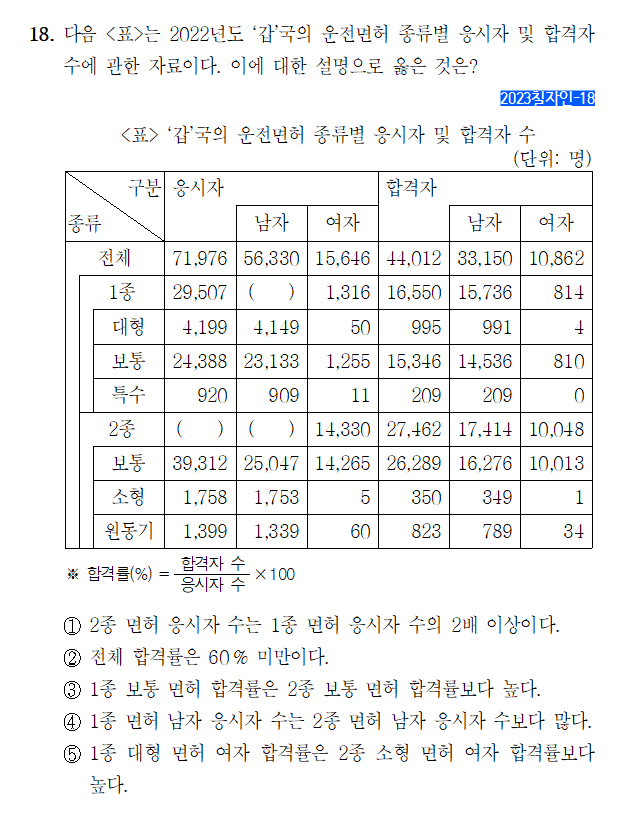 18. 다음 <표>는 2022년도 ‘갑’국의 운전면허 종류별 응시자 및 합격자
수에 관한 자료이다. 이에 대한 설명으로 옳은 것은?
2023칠자인-18
<표> ‘갑’국의 운전면허 종류별 응시자 및 합격자 수
(단위: 명)
구분 응시자 합격자
종류 남자 여자 남자 여자
전체 71,976 56,330 15,646 44,012 33,150 10,862
1종 29,507 ( ) 1,316 16,550 15,736 814
대형 4,199 4,149 50 995 991 4
보통 24,388 23,133 1,255 15,346 14,536 810
특수 920 909 11 209 209 0
2종 ( ) ( ) 14,330 27,462 17,414 10,048
보통 39,312 25,047 14,265 26,289 16,276 10,013
소형 1,758 1,753 5 350 349 1
원동기 1,399 1,339 60 823 789 34
※ 합격률(%) = 합격자 수 / 응시자 수 × 100
① 2종 면허 응시자 수는 1종 면허 응시자 수의 2배 이상이다.
② 전체 합격률은 60% 미만이다.
③ 1종 보통 면허 합격률은 2종 보통 면허 합격률보다 높다.
④ 1종 면허 남자 응시자 수는 2종 면허 남자 응시자 수보다 많다.
⑤ 1종 대형 면허 여자 합격률은 2종 소형 면허 여자 합격률보다
높다.